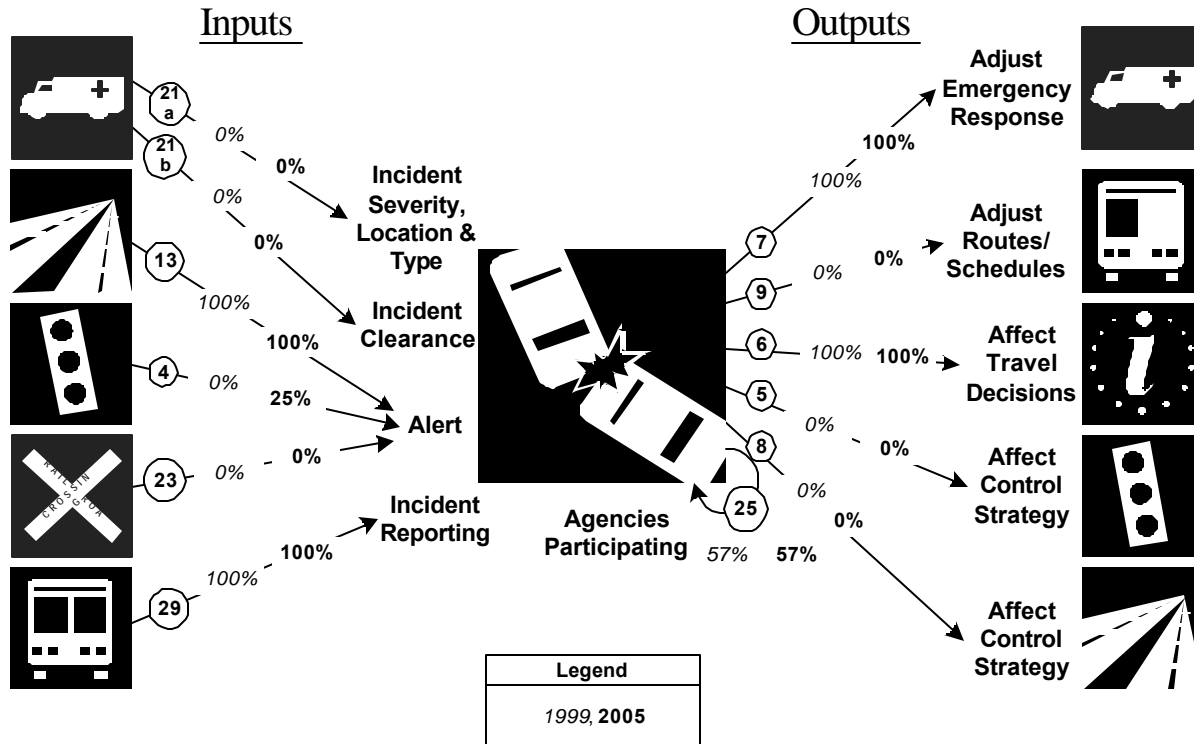 Inputs
Outputs
21
a
0%
0%
21
b
0%
0%
Incident
Severity,
Location &
Type
Incident
Clearance
13
100%
100%
4
0%
25%
Alert
RAIL
CROSSIN
GROA
23
0%
0%
Incident
Reporting
29
100%
100%
Agencies
Participating
25
57%
57%
7
100%
100%
Adjust
Emergency
Response
9
0%
0%
Adjust
Routes/
Schedules
6
100%
100%
Affect
Travel
Decisions
5
0%
0%
Affect
Control
Strategy
8
0%
0%
Affect
Control
Strategy
i
Legend
1999, 2005